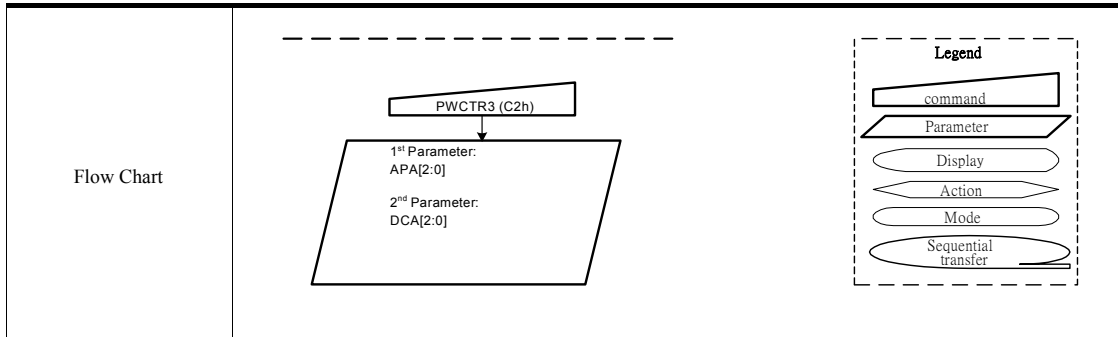 Flow Chart
PWCTR3 (C2h)
1st Parameter:
APA[2:0]
2nd Parameter:
DCA[2:0]
Legend
command
Parameter
Display
Action
Mode
Sequential
transfer